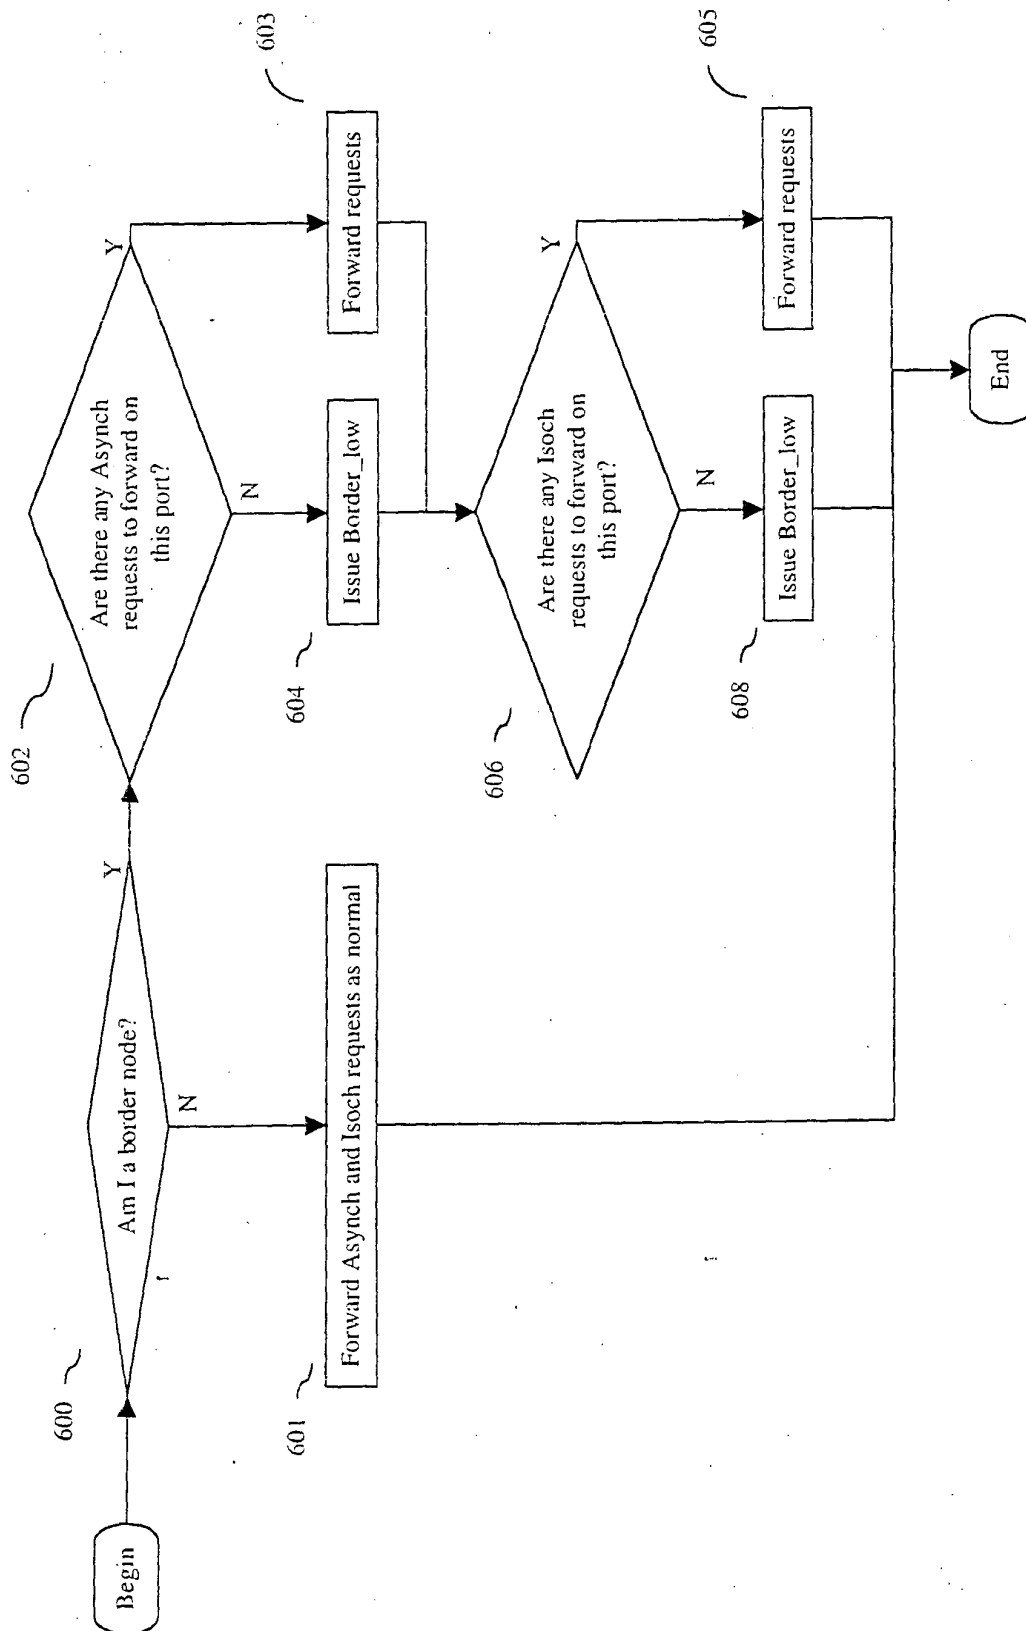 Begin
600
Am I a border node?
Y
N
601
Forward Asynch and Isoch requests as normal
602
Are there any Asynch
requests to forward on
this port?
Y
N
603
Forward requests
604
Issue Border_low
606
Are there any Isoch
requests to forward on
this port?
Y
N
605
Forward requests
608
Issue Border_low
End